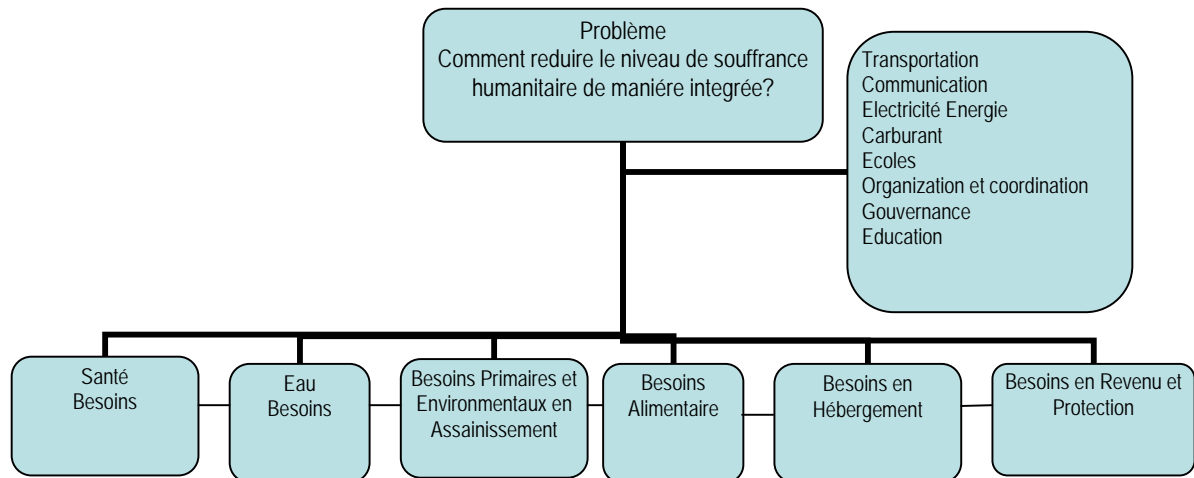 Problème
Comment reduire le niveau de souffrance
humanitaire de maniére integrée?
Transportation
Communication
Electricité Energie
Carburant
Ecoles
Organization et coordination
Gouvernance
Education
Santé
Besoins
Eau
Besoins
Besoins Primaires et
Environmentaux en
Assainissement
Besoins
Alimentaire
Besoins en
Hébergement
Besoins en Revenu et
Protection